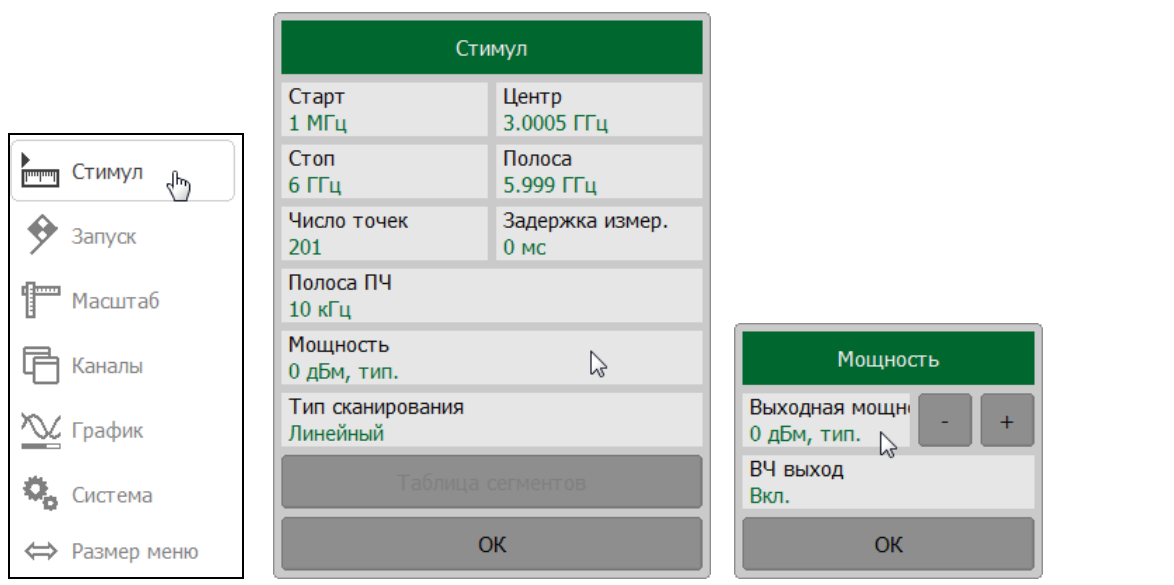 Стимул
Запуск
Масштаб
Каналы
График
Система
Размер меню
Стимул
Старт
1 МГц
Центр
3.0005 ГГц
Стоп
6 ГГц
Полоса
5.999 ГГц
Число точек
201
Задержка измер.
0 мс
Полоса ПЧ
10 кГц
Мощность
0 дБм, тип.
Тип сканирования
Линейный
Таблица сегментов
ОК
Мощность
Выходная мощн
0 дБм, тип.
- +
ВЧ выход
Вкл.
ОК